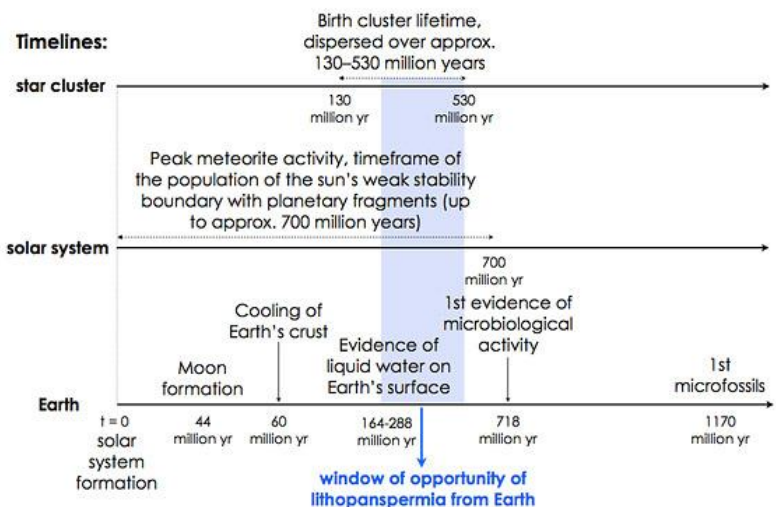 Timelines:
Birth cluster lifetime,
dispersed over approx.
130–530 million years
star cluster
130
million yr
530
million yr
Peak meteorite activity, timeframe of
the population of the sun's weak stability
boundary with planetary fragments (up
to approx. 700 million years)
solar system
700
million yr
Cooling of
Earth's crust
1st evidence of
microbiological
activity
Moon
formation
Evidence of
liquid water on
Earth's surface
1st
microfossils
Earth
t = 0
solar
system
formation
44
million yr
60
million yr
164-288
million yr
718
million yr
1170
million yr
window of opportunity of
lithopanspermia from Earth